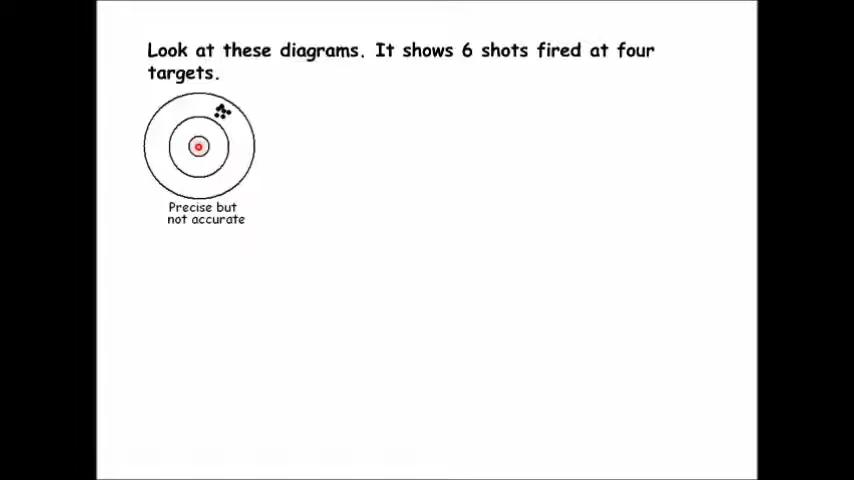 Look at these diagrams. It shows 6 shots fired at four
targets.
Precise but
not accurate